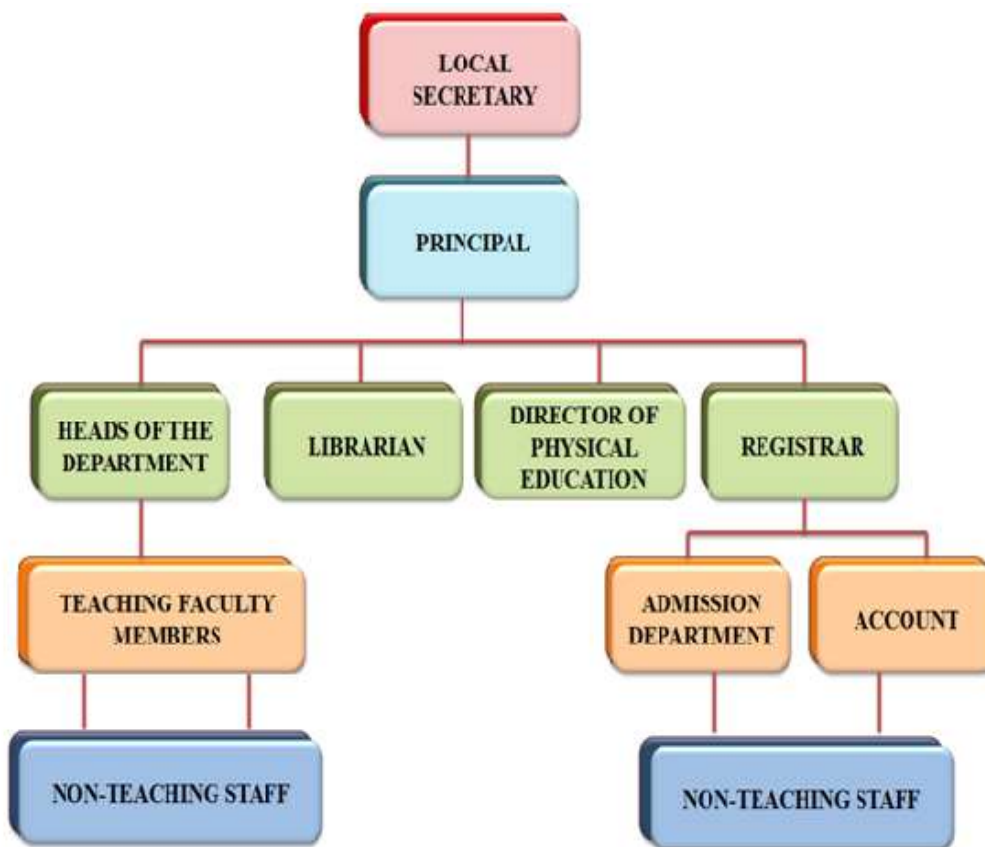 LOCAL
SECRETARY
PRINCIPAL
HEADS OF THE
DEPARTMENT
LIBRARIAN
DIRECTOR OF
PHYSICAL
EDUCATION
REGISTRAR
TEACHING FACULTY
MEMBERS
ADMISSION
DEPARTMENT
ACCOUNT
NON-TEACHING STAFF
NON-TEACHING STAFF